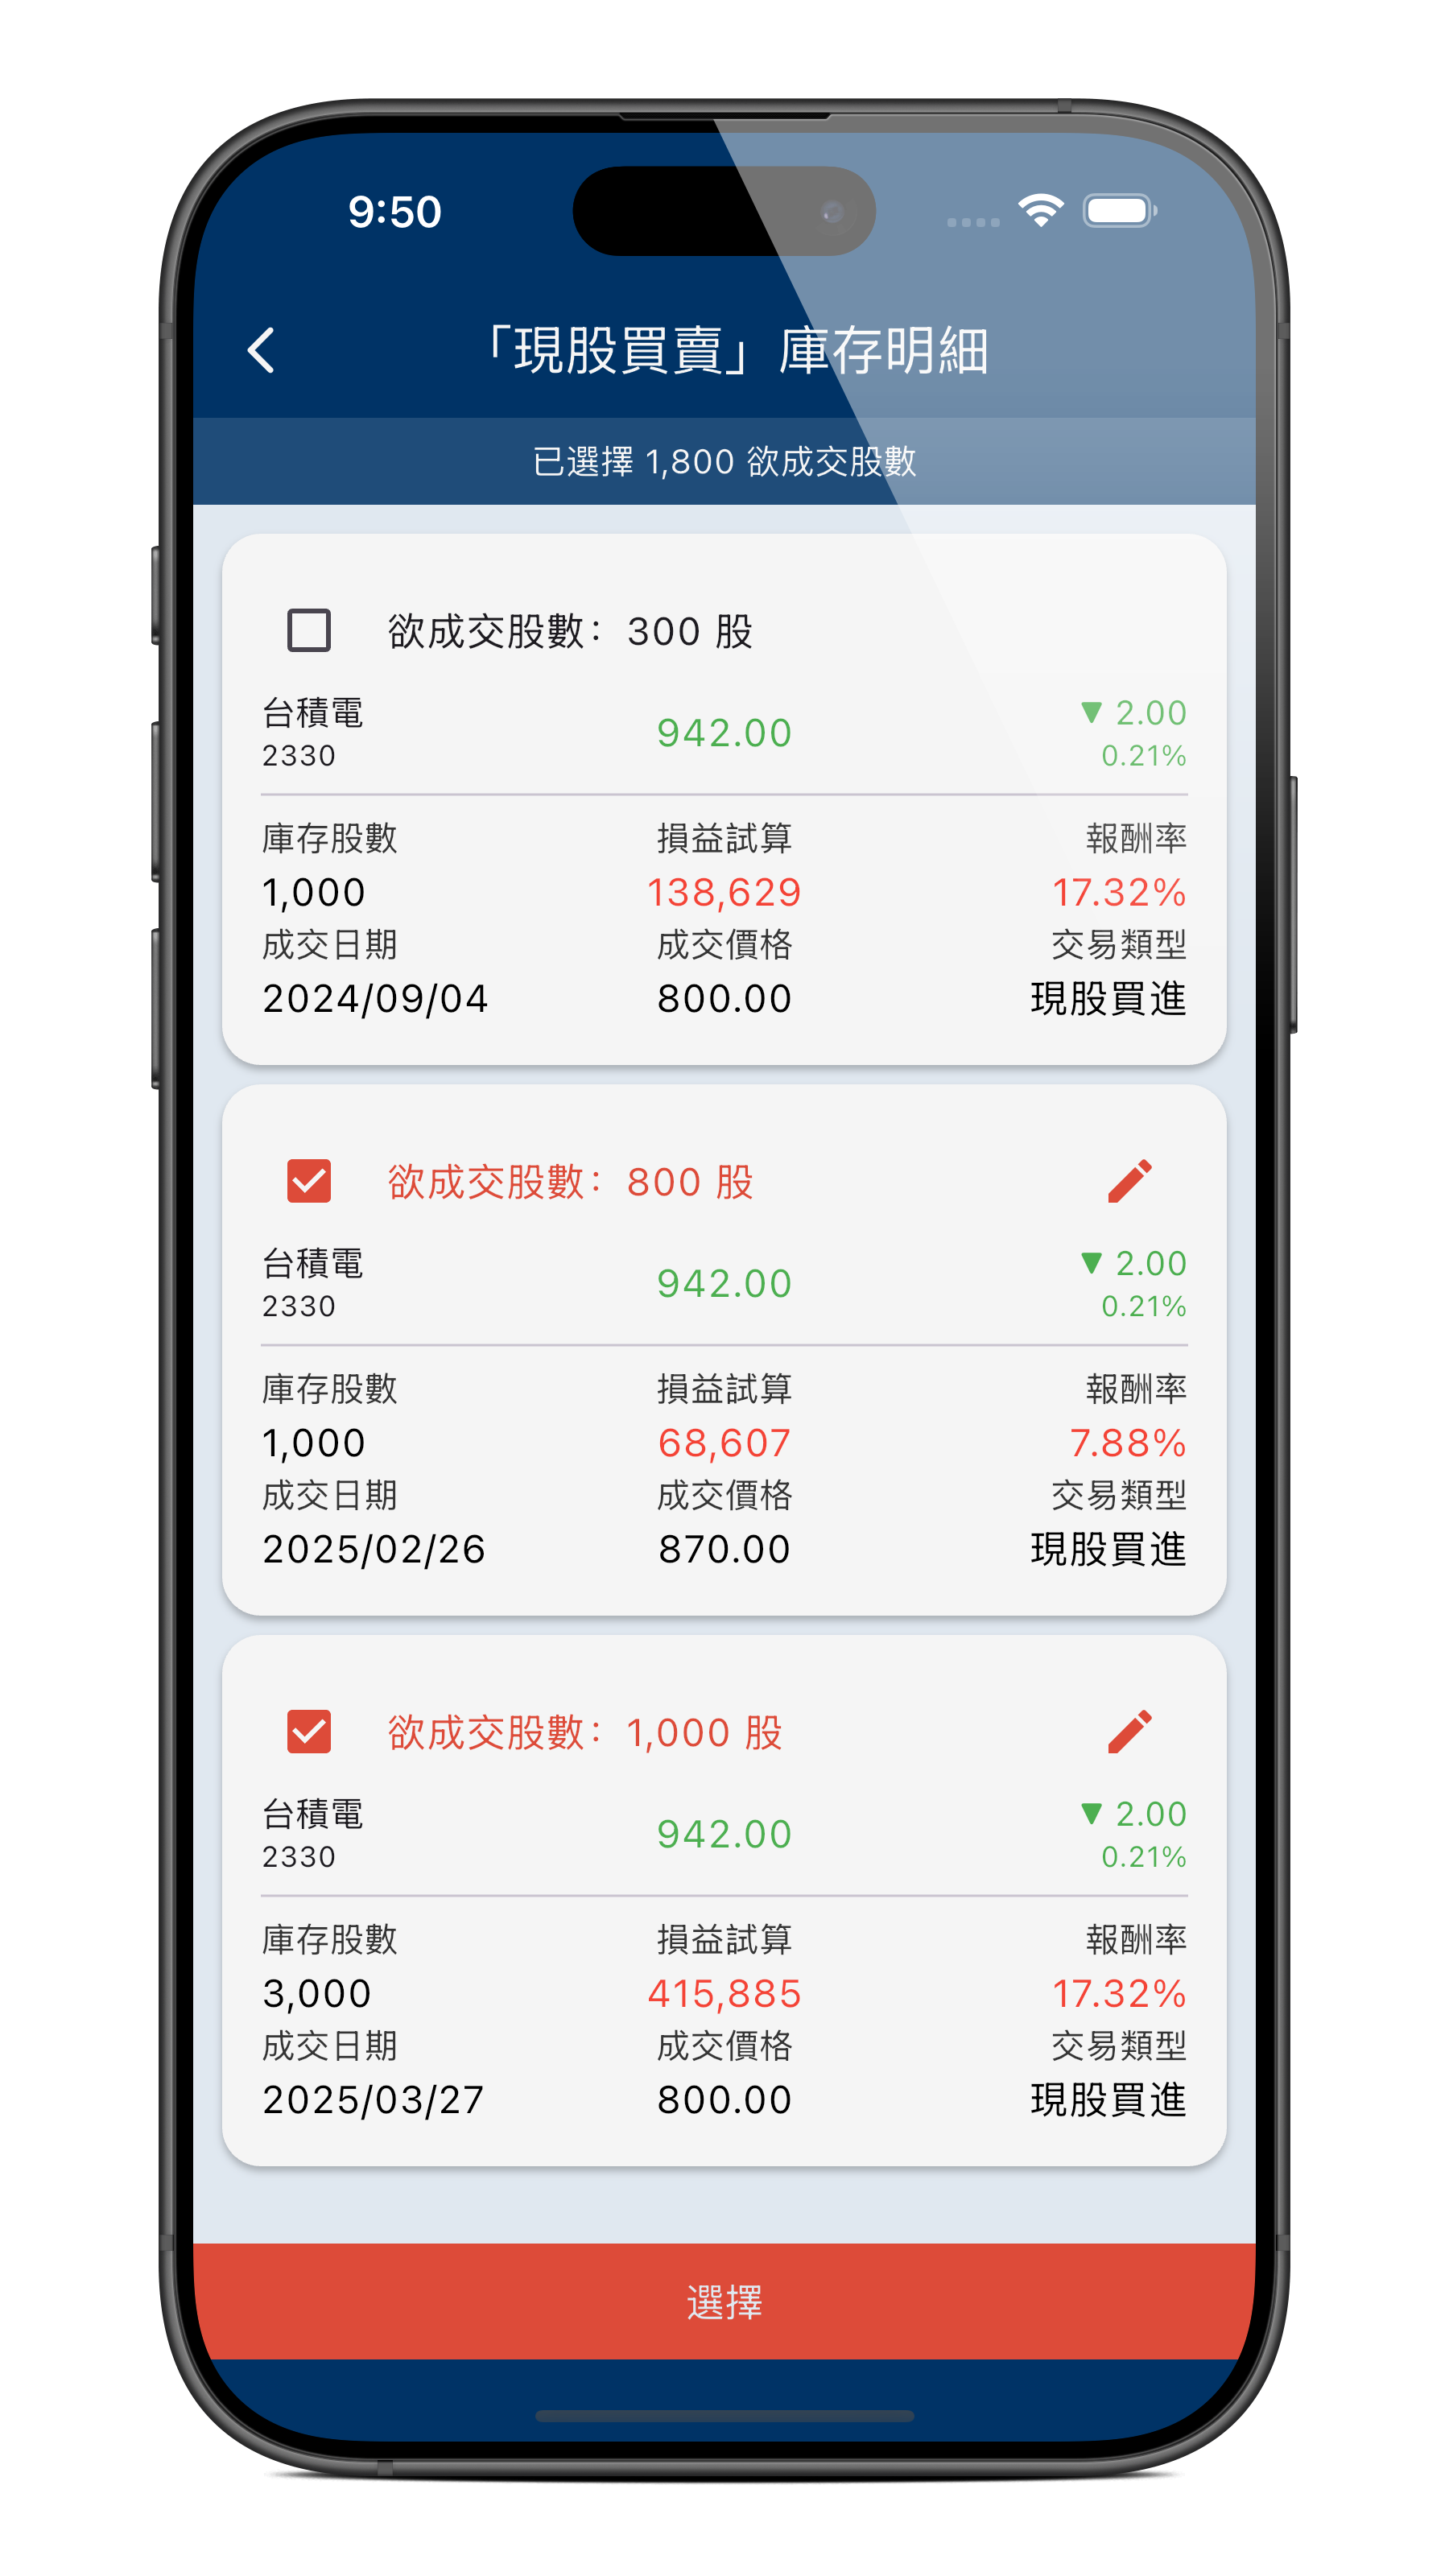 9:50
「現股買賣」庫存明細
已選擇 1,800 欲成交股數
欲成交股數：300 股
台積電 942.00 ▼ 2.00
2330 0.21%
庫存股數 損益試算 報酬率
1,000 138,629 17.32%
成交日期 成交價格 交易類型
2024/09/04 800.00 現股買進
欲成交股數：800 股
台積電 942.00 ▼ 2.00
2330 0.21%
庫存股數 損益試算 報酬率
1,000 68,607 7.88%
成交日期 成交價格 交易類型
2025/02/26 870.00 現股買進
欲成交股數：1,000 股
台積電 942.00 ▼ 2.00
2330 0.21%
庫存股數 損益試算 報酬率
3,000 415,885 17.32%
成交日期 成交價格 交易類型
2025/03/27 800.00 現股買進
選擇